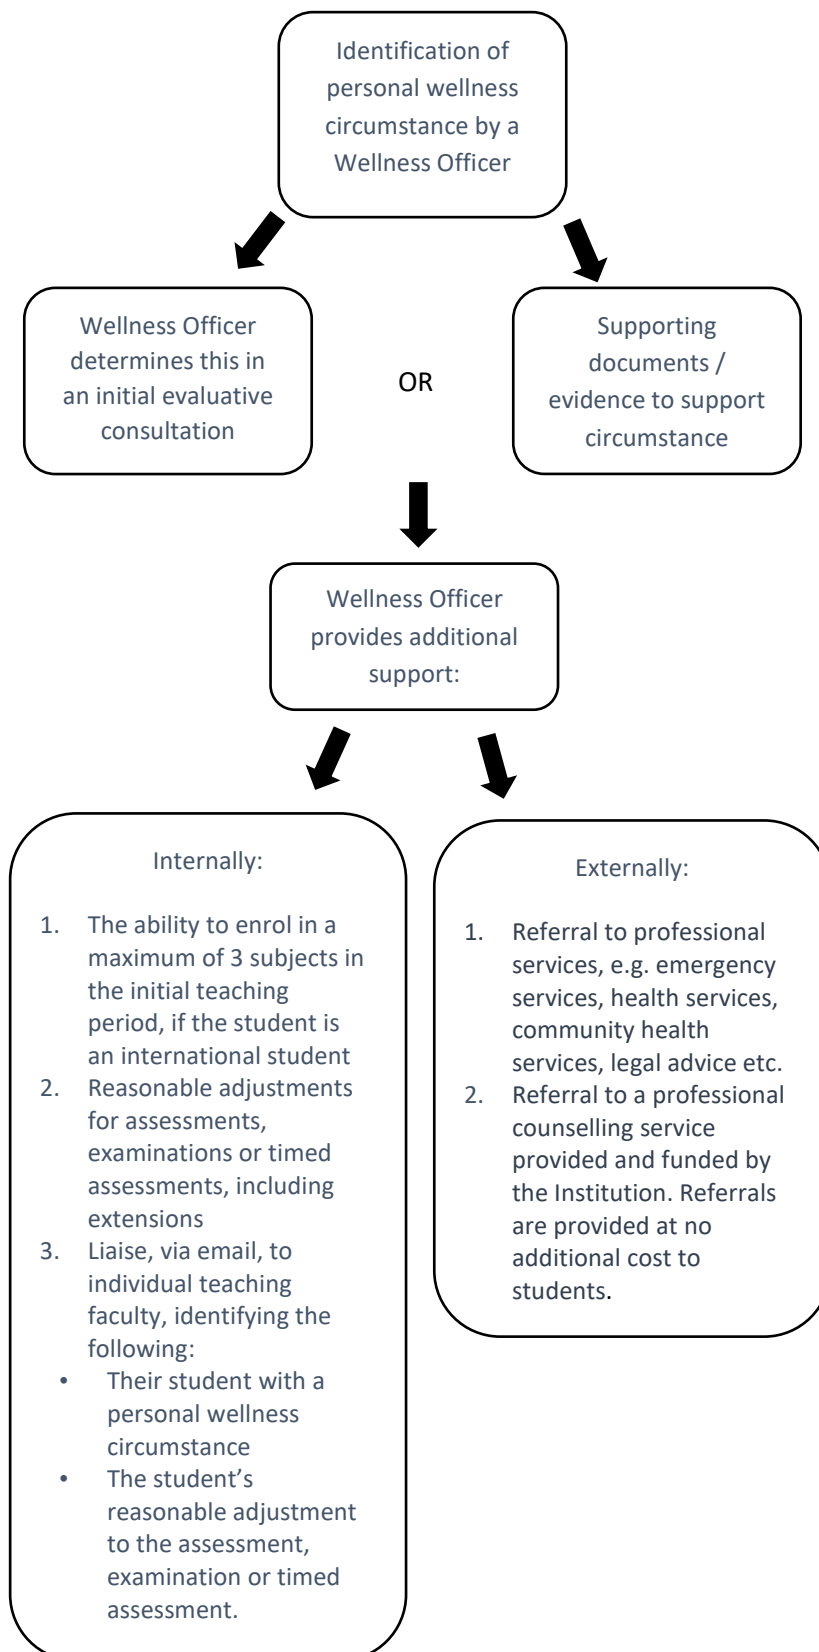 Identification of
personal wellness
circumstance by a
Wellness Officer
Wellness Officer
determines this in
an initial evaluative
consultation
OR
Supporting
documents /
evidence to support
circumstance
Wellness Officer
provides additional
support:
Internally:
1. The ability to enrol in a
maximum of 3 subjects in
the initial teaching
period, if the student is
an international student
2. Reasonable adjustments
for assessments,
examinations or timed
assessments, including
extensions
3. Liaise, via email, to
individual teaching
faculty, identifying the
following:
• Their student with a
personal wellness
circumstance
• The student’s
reasonable adjustment
to the assessment,
examination or timed
assessment.
Externally:
1. Referral to professional
services, e.g. emergency
services, health services,
community health
services, legal advice etc.
2. Referral to a professional
counselling service
provided and funded by
the Institution. Referrals
are provided at no
additional cost to
students.